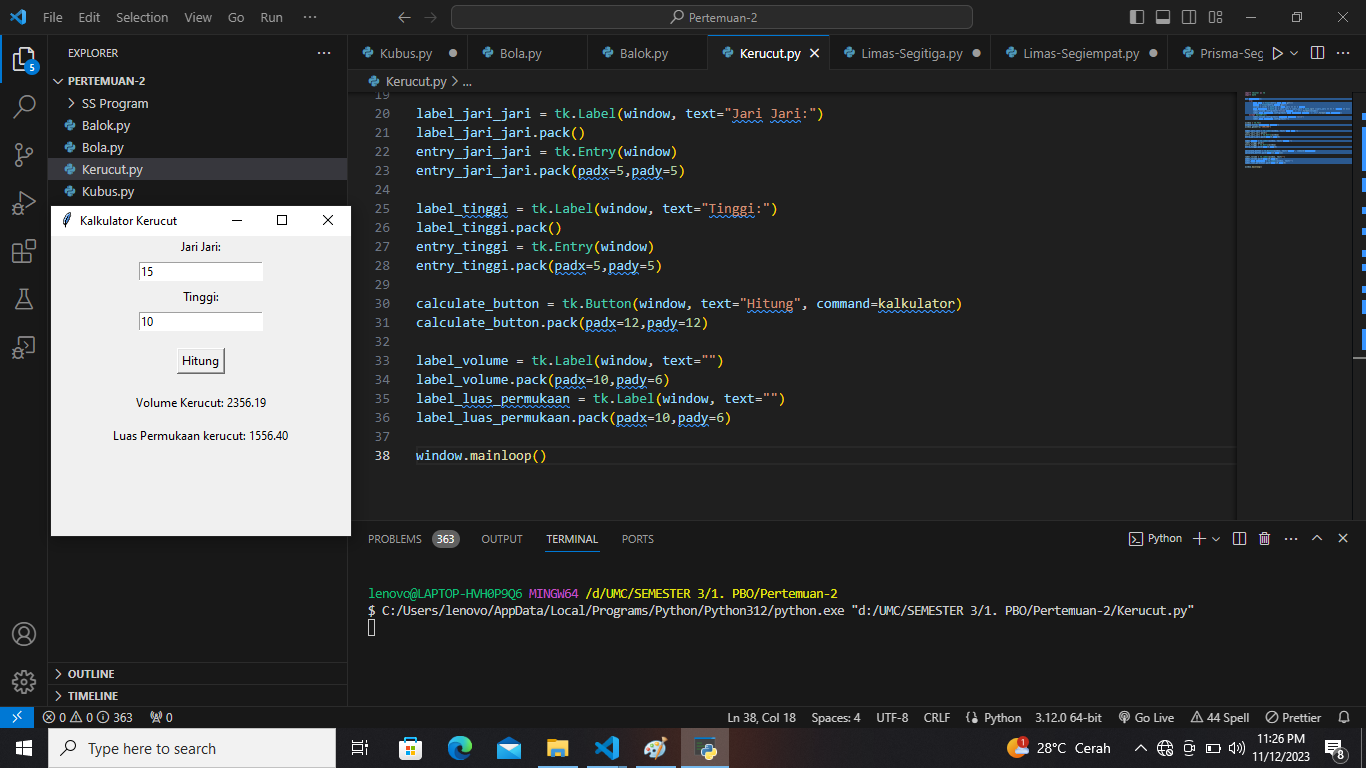 File Edit Selection View Go Run ··· Pertemuan-2
EXPLORER ···
Kubus.py Bola.py Balok.py Kerucut.py Limas-Segitiga.py Limas-Segiempat.py Prisma-Seg ···
5
PERTEMUAN-2
SS Program
Balok.py
Bola.py
Kerucut.py
Kubus.py
Kerucut.py > ...
19
20 label_jari_jari = tk.Label(window, text="Jari Jari:")
21 label_jari_jari.pack()
22 entry_jari_jari = tk.Entry(window)
23 entry_jari_jari.pack(padx=5,pady=5)
24
25 label_tinggi = tk.Label(window, text="Tinggi:")
26 label_tinggi.pack()
27 entry_tinggi = tk.Entry(window)
28 entry_tinggi.pack(padx=5,pady=5)
29
30 calculate_button = tk.Button(window, text="Hitung", command=kalkulator)
31 calculate_button.pack(padx=12,pady=12)
32
33 label_volume = tk.Label(window, text="")
34 label_volume.pack(padx=10,pady=6)
35 label_luas_permukaan = tk.Label(window, text="")
36 label_luas_permukaan.pack(padx=10,pady=6)
37
38 window.mainloop()
Kalkulator Kerucut
Jari Jari:
15
Tinggi:
10
Hitung
Volume Kerucut: 2356.19
Luas Permukaan kerucut: 1556.40
PROBLEMS 363 OUTPUT TERMINAL PORTS Python ···
lenovo@LAPTOP-HVH0P9Q6 MINGW64 /d/UMC/SEMESTER 3/1. PBO/Pertemuan-2
$ C:/Users/lenovo/AppData/Local/Programs/Python/Python312/python.exe "d:/UMC/SEMESTER 3/1. PBO/Pertemuan-2/Kerucut.py"
OUTLINE
TIMELINE
0 0 363 0 Ln 38, Col 18 Spaces: 4 UTF-8 CRLF Python 3.12.0 64-bit Go Live 44 Spell Prettier
Type here to search 1 28°C Cerah 11:26 PM
11/12/2023 8